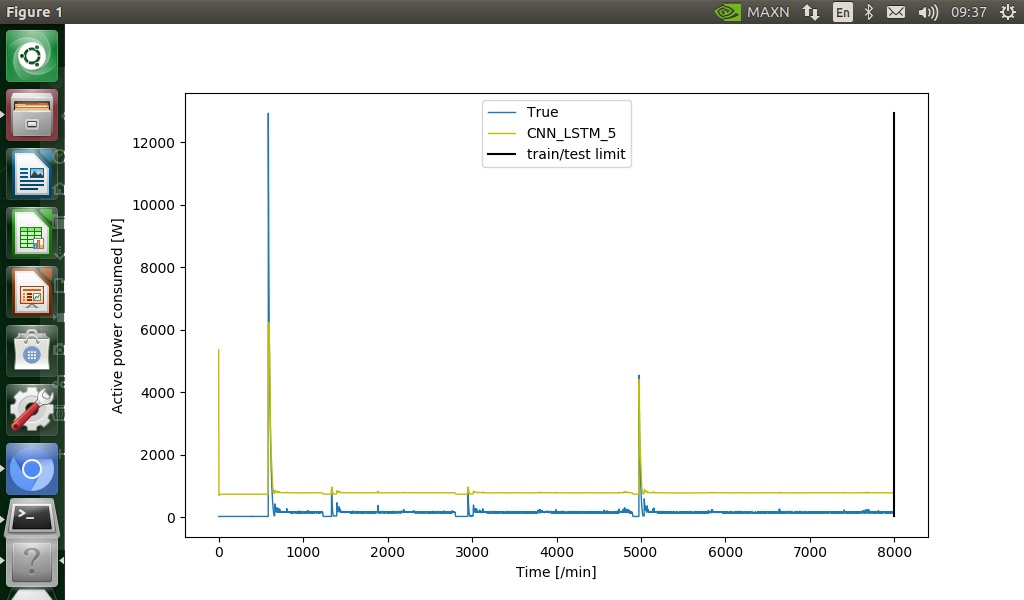 Figure 1
MAXN
En
09:37
True
CNN_LSTM_5
train/test limit
12000
10000
8000
6000
4000
2000
0
Active power consumed [W]
0 1000 2000 3000 4000 5000 6000 7000 8000
Time [/min]
>_
?